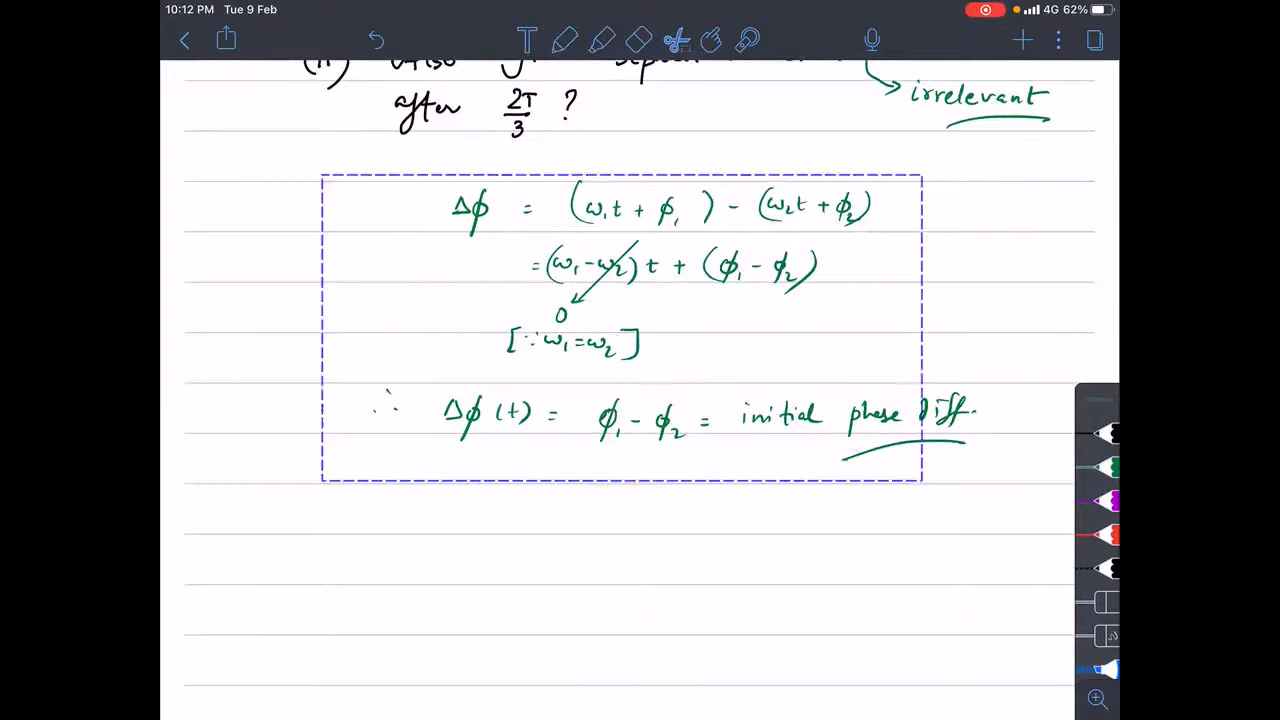 10:12 PM Tue 9 Feb
4G 62%
(ii)
irrelevant
after 2T/3 ?
Δϕ = (ω₁t + ϕ₁) - (ω₂t + ϕ₂)
= (ω₁-ω₂) t + (ϕ₁ - ϕ₂)
0
[∵ω₁=ω₂]
∴ Δϕ (t) = ϕ₁ - ϕ₂ = initial phase diff.